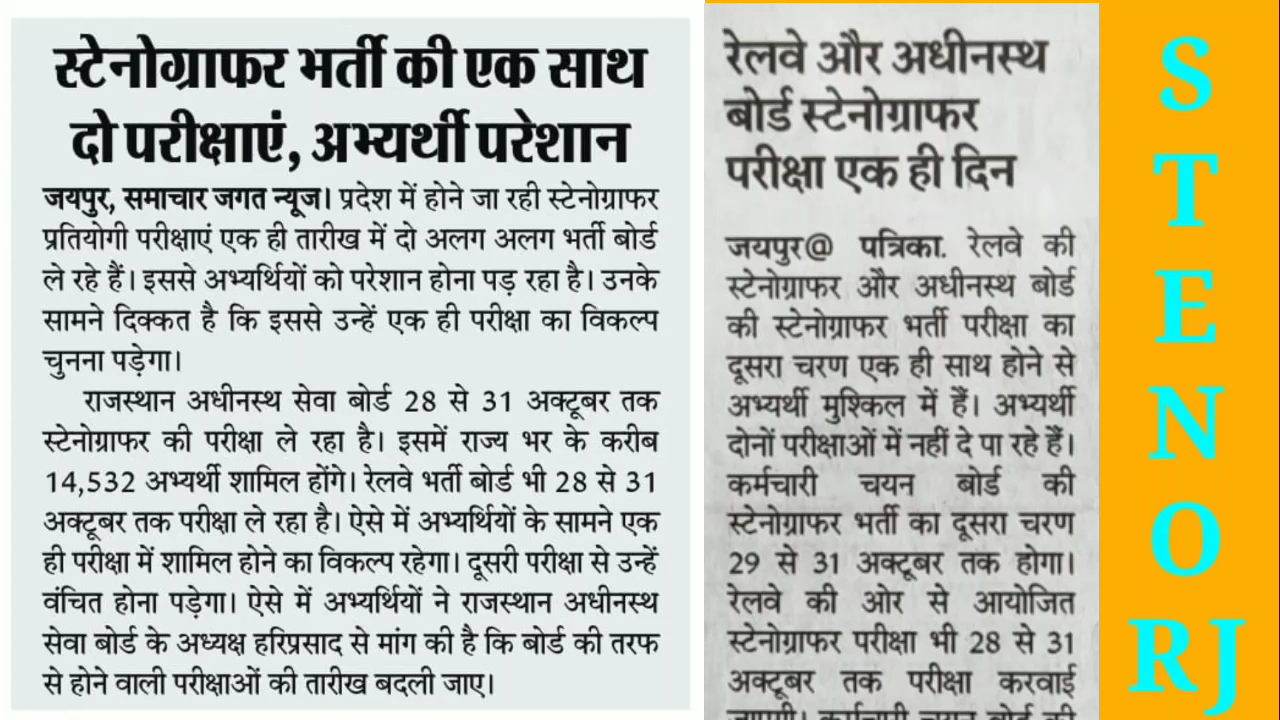 स्टेनोग्राफर भर्ती की एक साथ
दो परीक्षाएं, अभ्यर्थी परेशान
जयपुर, समाचार जगत न्यूज। प्रदेश में होने जा रही स्टेनोग्राफर
प्रतियोगी परीक्षाएं एक ही तारीख में दो अलग अलग भर्ती बोर्ड
ले रहे हैं। इससे अभ्यर्थियों को परेशान होना पड़ रहा है। उनके
सामने दिक्कत है कि इससे उन्हें एक ही परीक्षा का विकल्प
चुनना पड़ेगा।
राजस्थान अधीनस्थ सेवा बोर्ड 28 से 31 अक्टूबर तक
स्टेनोग्राफर की परीक्षा ले रहा है। इसमें राज्य भर के करीब
14,532 अभ्यर्थी शामिल होंगे। रेलवे भर्ती बोर्ड भी 28 से 31
अक्टूबर तक परीक्षा ले रहा है। ऐसे में अभ्यर्थियों के सामने एक
ही परीक्षा में शामिल होने का विकल्प रहेगा। दूसरी परीक्षा से उन्हें
वंचित होना पड़ेगा। ऐसे में अभ्यर्थियों ने राजस्थान अधीनस्थ
सेवा बोर्ड के अध्यक्ष हरिप्रसाद से मांग की है कि बोर्ड की तरफ
से होने वाली परीक्षाओं की तारीख बदली जाए।
रेलवे और अधीनस्थ
बोर्ड स्टेनोग्राफर
परीक्षा एक ही दिन
जयपुर@ पत्रिका. रेलवे की
स्टेनोग्राफर और अधीनस्थ बोर्ड
की स्टेनोग्राफर भर्ती परीक्षा का
दूसरा चरण एक ही साथ होने से
अभ्यर्थी मुश्किल में हैं। अभ्यर्थी
दोनों परीक्षाओं में नहीं दे पा रहे हैं।
कर्मचारी चयन बोर्ड की
स्टेनोग्राफर भर्ती का दूसरा चरण
29 से 31 अक्टूबर तक होगा।
रेलवे की ओर से आयोजित
स्टेनोग्राफर परीक्षा भी 28 से 31
अक्टूबर तक परीक्षा करवाई
जाएगी। कर्मचारी चयन बोर्ड की
S
T
E
N
O
RJ